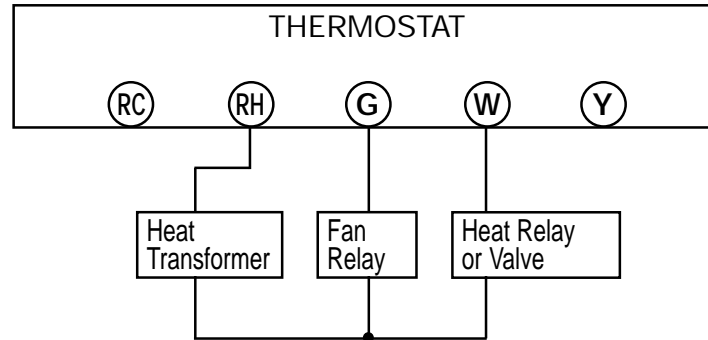 THERMOSTAT
RC RH G W Y
Heat
Transformer
Fan
Relay
Heat Relay
or Valve